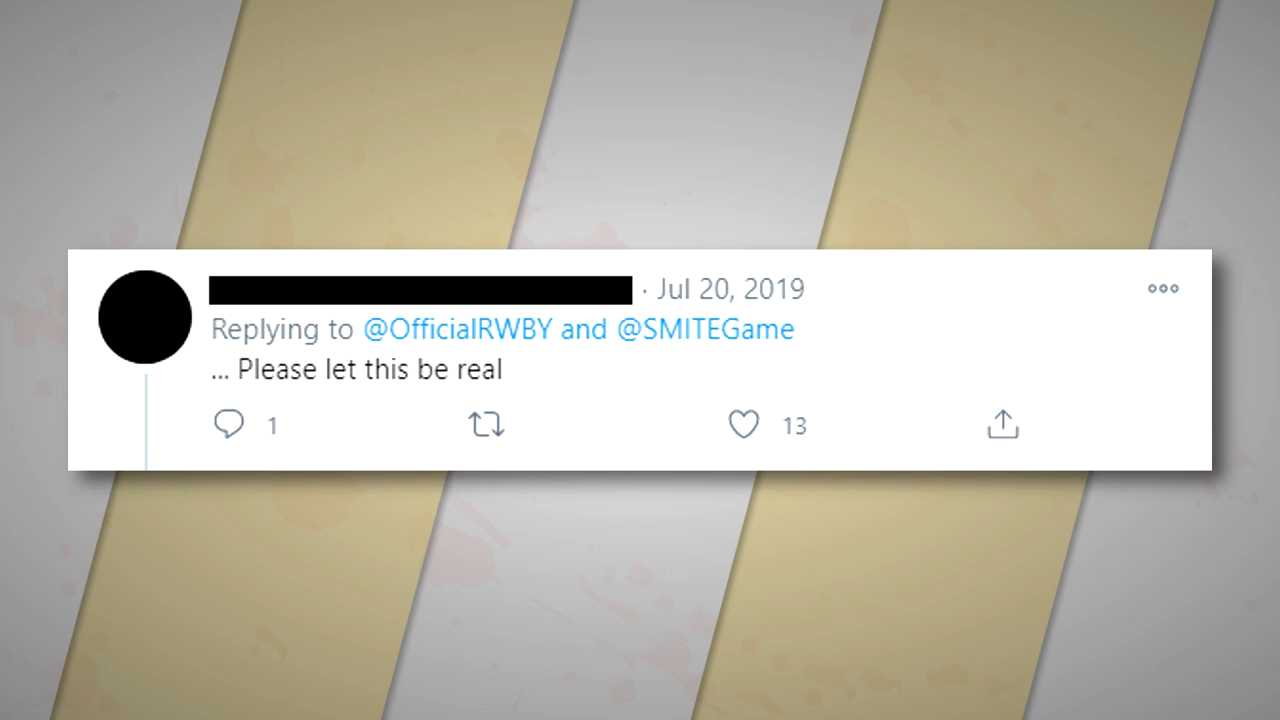 · Jul 20, 2019
Replying to @OfficialRWBY and @SMITEGame
... Please let this be real
1 13